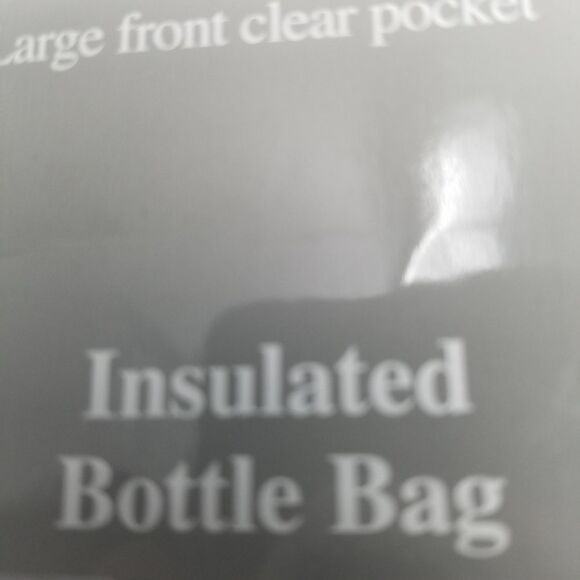 Large front clear pocket
Insulated
Bottle Bag